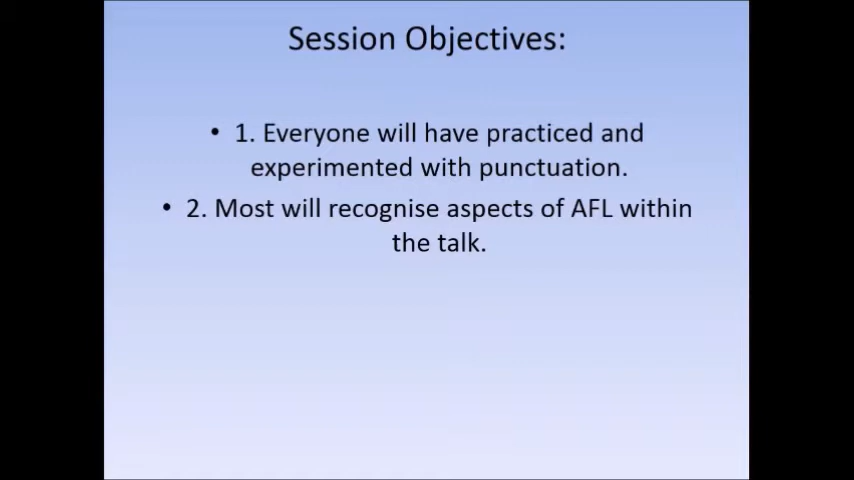 Session Objectives:
• 1. Everyone will have practiced and
experimented with punctuation.
• 2. Most will recognise aspects of AFL within
the talk.